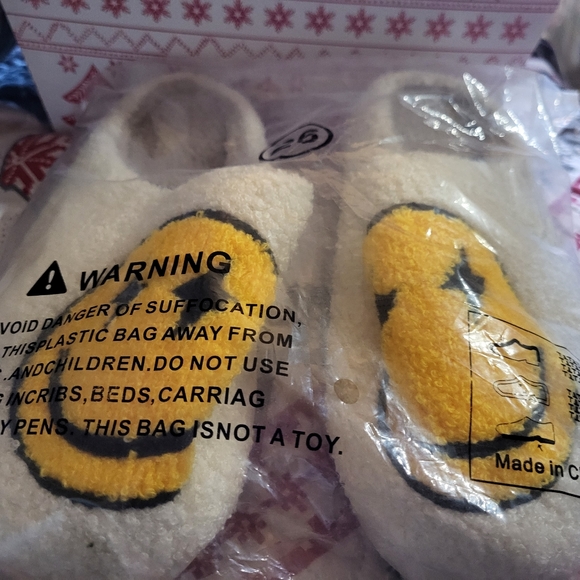 WARNING
VOID DANGER OF SUFFOCATION,
THISPLASTIC BAG AWAY FROM
.ANDCHILDREN.DO NOT USE
INCRIBS,BEDS,CARRIAG
Y PENS. THIS BAG ISNOT A TOY.
Made in C